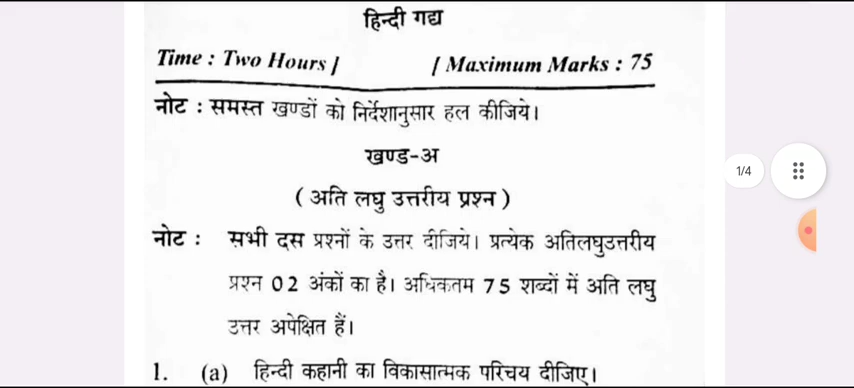 हिन्दी गद्य
Time : Two Hours ] [ Maximum Marks : 75
नोट : समस्त खण्डों को निर्देशानुसार हल कीजिये।
खण्ड-अ
( अति लघु उत्तरीय प्रश्न )
नोट : सभी दस प्रश्नों के उत्तर दीजिये। प्रत्येक अतिलघुउत्तरीय
प्रश्न 02 अंकों का है। अधिकतम 75 शब्दों में अति लघु
उत्तर अपेक्षित हैं।
1. (a) हिन्दी कहानी का विकासात्मक परिचय दीजिए।
1/4